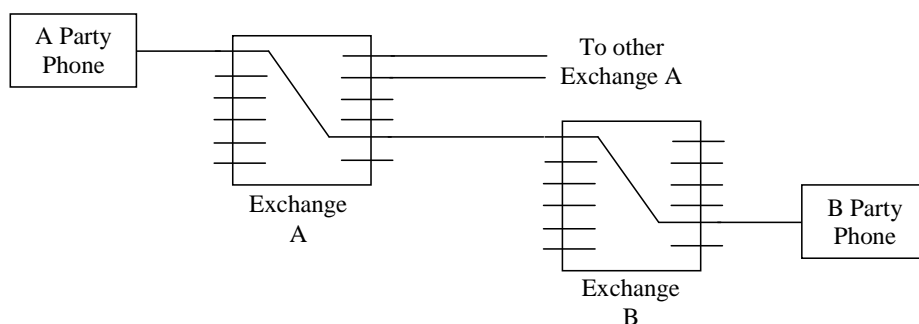 A Party
Phone
To other
Exchange A
Exchange
A
B Party
Phone
Exchange
B